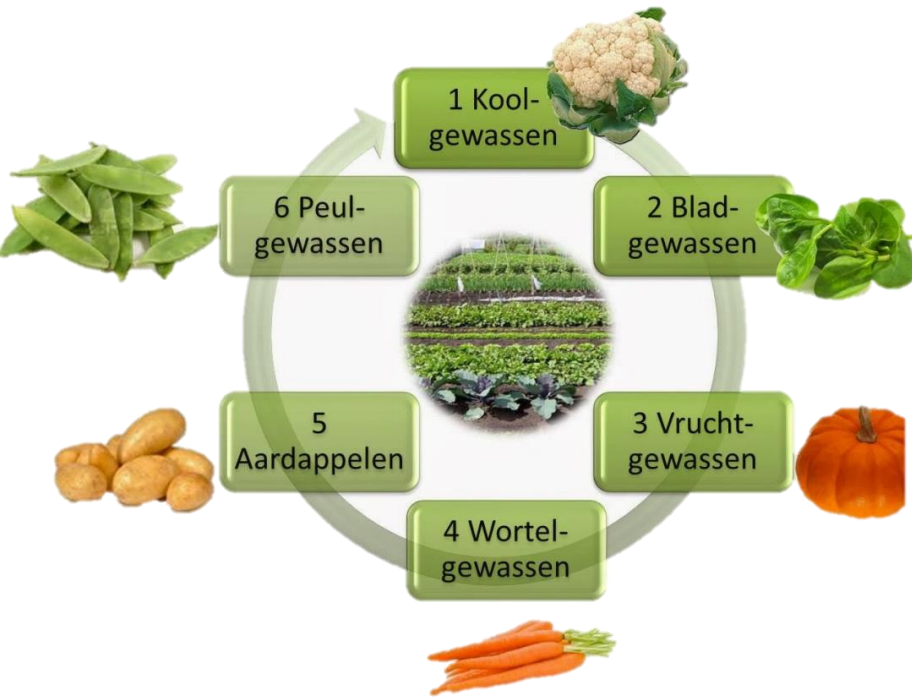 1 Kool-
gewassen
2 Blad-
gewassen
3 Vrucht-
gewassen
4 Wortel-
gewassen
5
Aardappelen
6 Peul-
gewassen